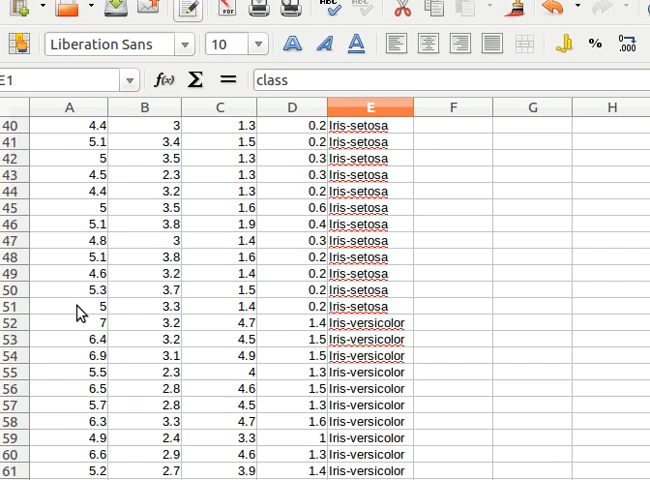 PDF ABC ABC
Liberation Sans 10 % 0.000
E1 f(x) Σ = class
A B C D E F G H
40 4.4 3 1.3 0.2 Iris-setosa
41 5.1 3.4 1.5 0.2 Iris-setosa
42 5 3.5 1.3 0.3 Iris-setosa
43 4.5 2.3 1.3 0.3 Iris-setosa
44 4.4 3.2 1.3 0.2 Iris-setosa
45 5 3.5 1.6 0.6 Iris-setosa
46 5.1 3.8 1.9 0.4 Iris-setosa
47 4.8 3 1.4 0.3 Iris-setosa
48 5.1 3.8 1.6 0.2 Iris-setosa
49 4.6 3.2 1.4 0.2 Iris-setosa
50 5.3 3.7 1.5 0.2 Iris-setosa
51 5 3.3 1.4 0.2 Iris-setosa
52 7 3.2 4.7 1.4 Iris-versicolor
53 6.4 3.2 4.5 1.5 Iris-versicolor
54 6.9 3.1 4.9 1.5 Iris-versicolor
55 5.5 2.3 4 1.3 Iris-versicolor
56 6.5 2.8 4.6 1.5 Iris-versicolor
57 5.7 2.8 4.5 1.3 Iris-versicolor
58 6.3 3.3 4.7 1.6 Iris-versicolor
59 4.9 2.4 3.3 1 Iris-versicolor
60 6.6 2.9 4.6 1.3 Iris-versicolor
61 5.2 2.7 3.9 1.4 Iris-versicolor